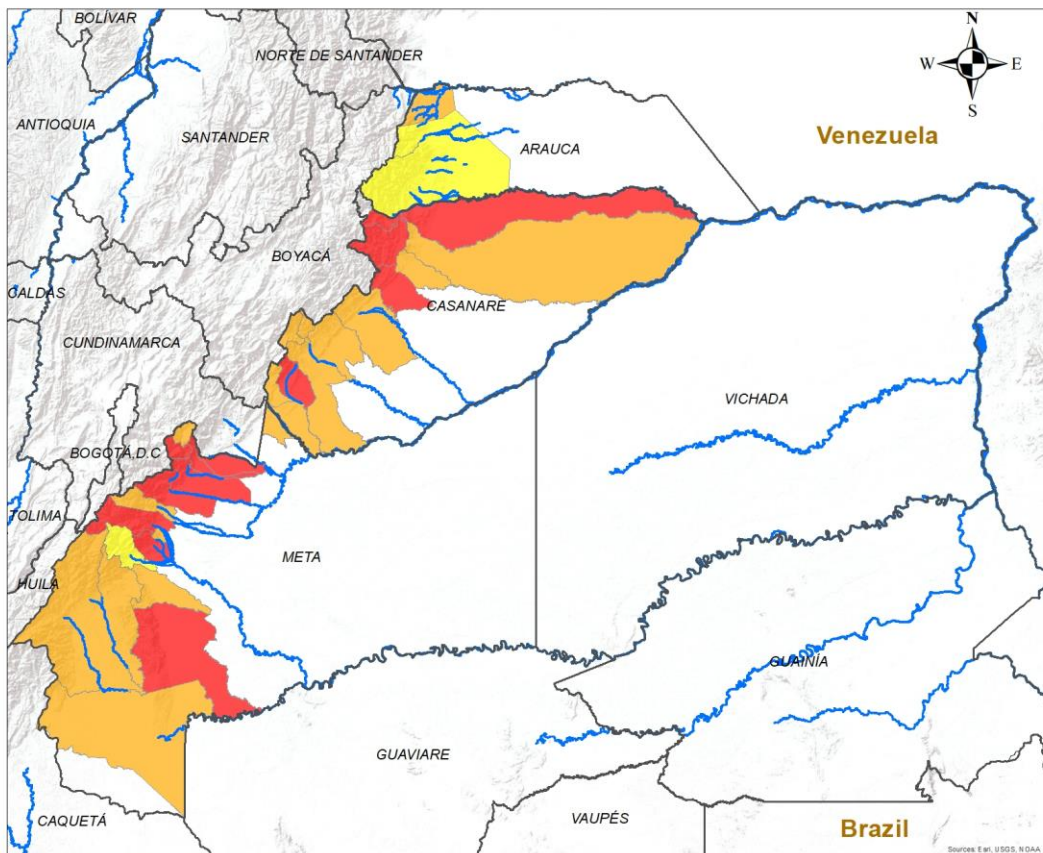 BOLÍVAR
NORTE DE SANTANDER
N
W
E
S
ANTIOQUIA
SANTANDER
ARAUCA
Venezuela
BOYACÁ
CALDAS
CASANARE
CUNDINAMARCA
VICHADA
BOGOTÁ,D.C
TOLIMA
META
HUILA
GUAINÍA
GUAVIARE
CAQUETÁ
VAUPÉS
Brazil
Sources: Esri, USGS, NOAA